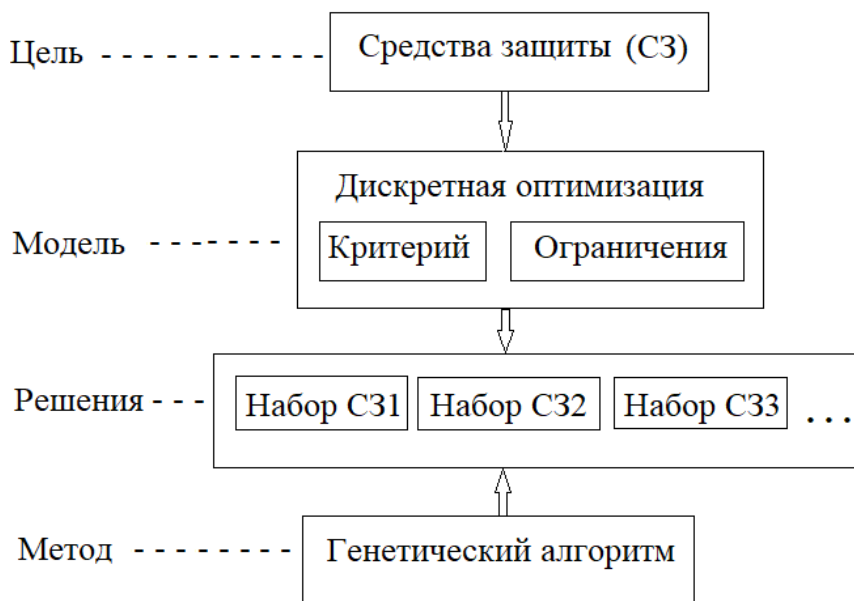 Цель - - - - - - - - - - - Средства защиты (СЗ)
Дискретная оптимизация
Модель - - - - - - - Критерий Ограничения
Решения - - - Набор СЗ1 Набор СЗ2 Набор СЗ3 ...
Метод - - - - - - - - Генетический алгоритм